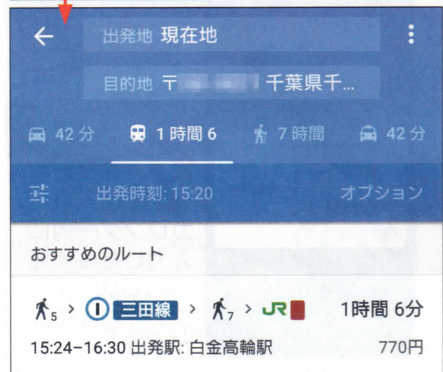 出発地 現在地
目的地 〒 千葉県千...
42 分 1 時間 6 7 時間 42 分
出発時刻: 15:20 オプション
おすすめのルート
5 > I 三田線 > 7 > JR 1時間 6分
15:24−16:30 出発駅: 白金高輪駅 770円